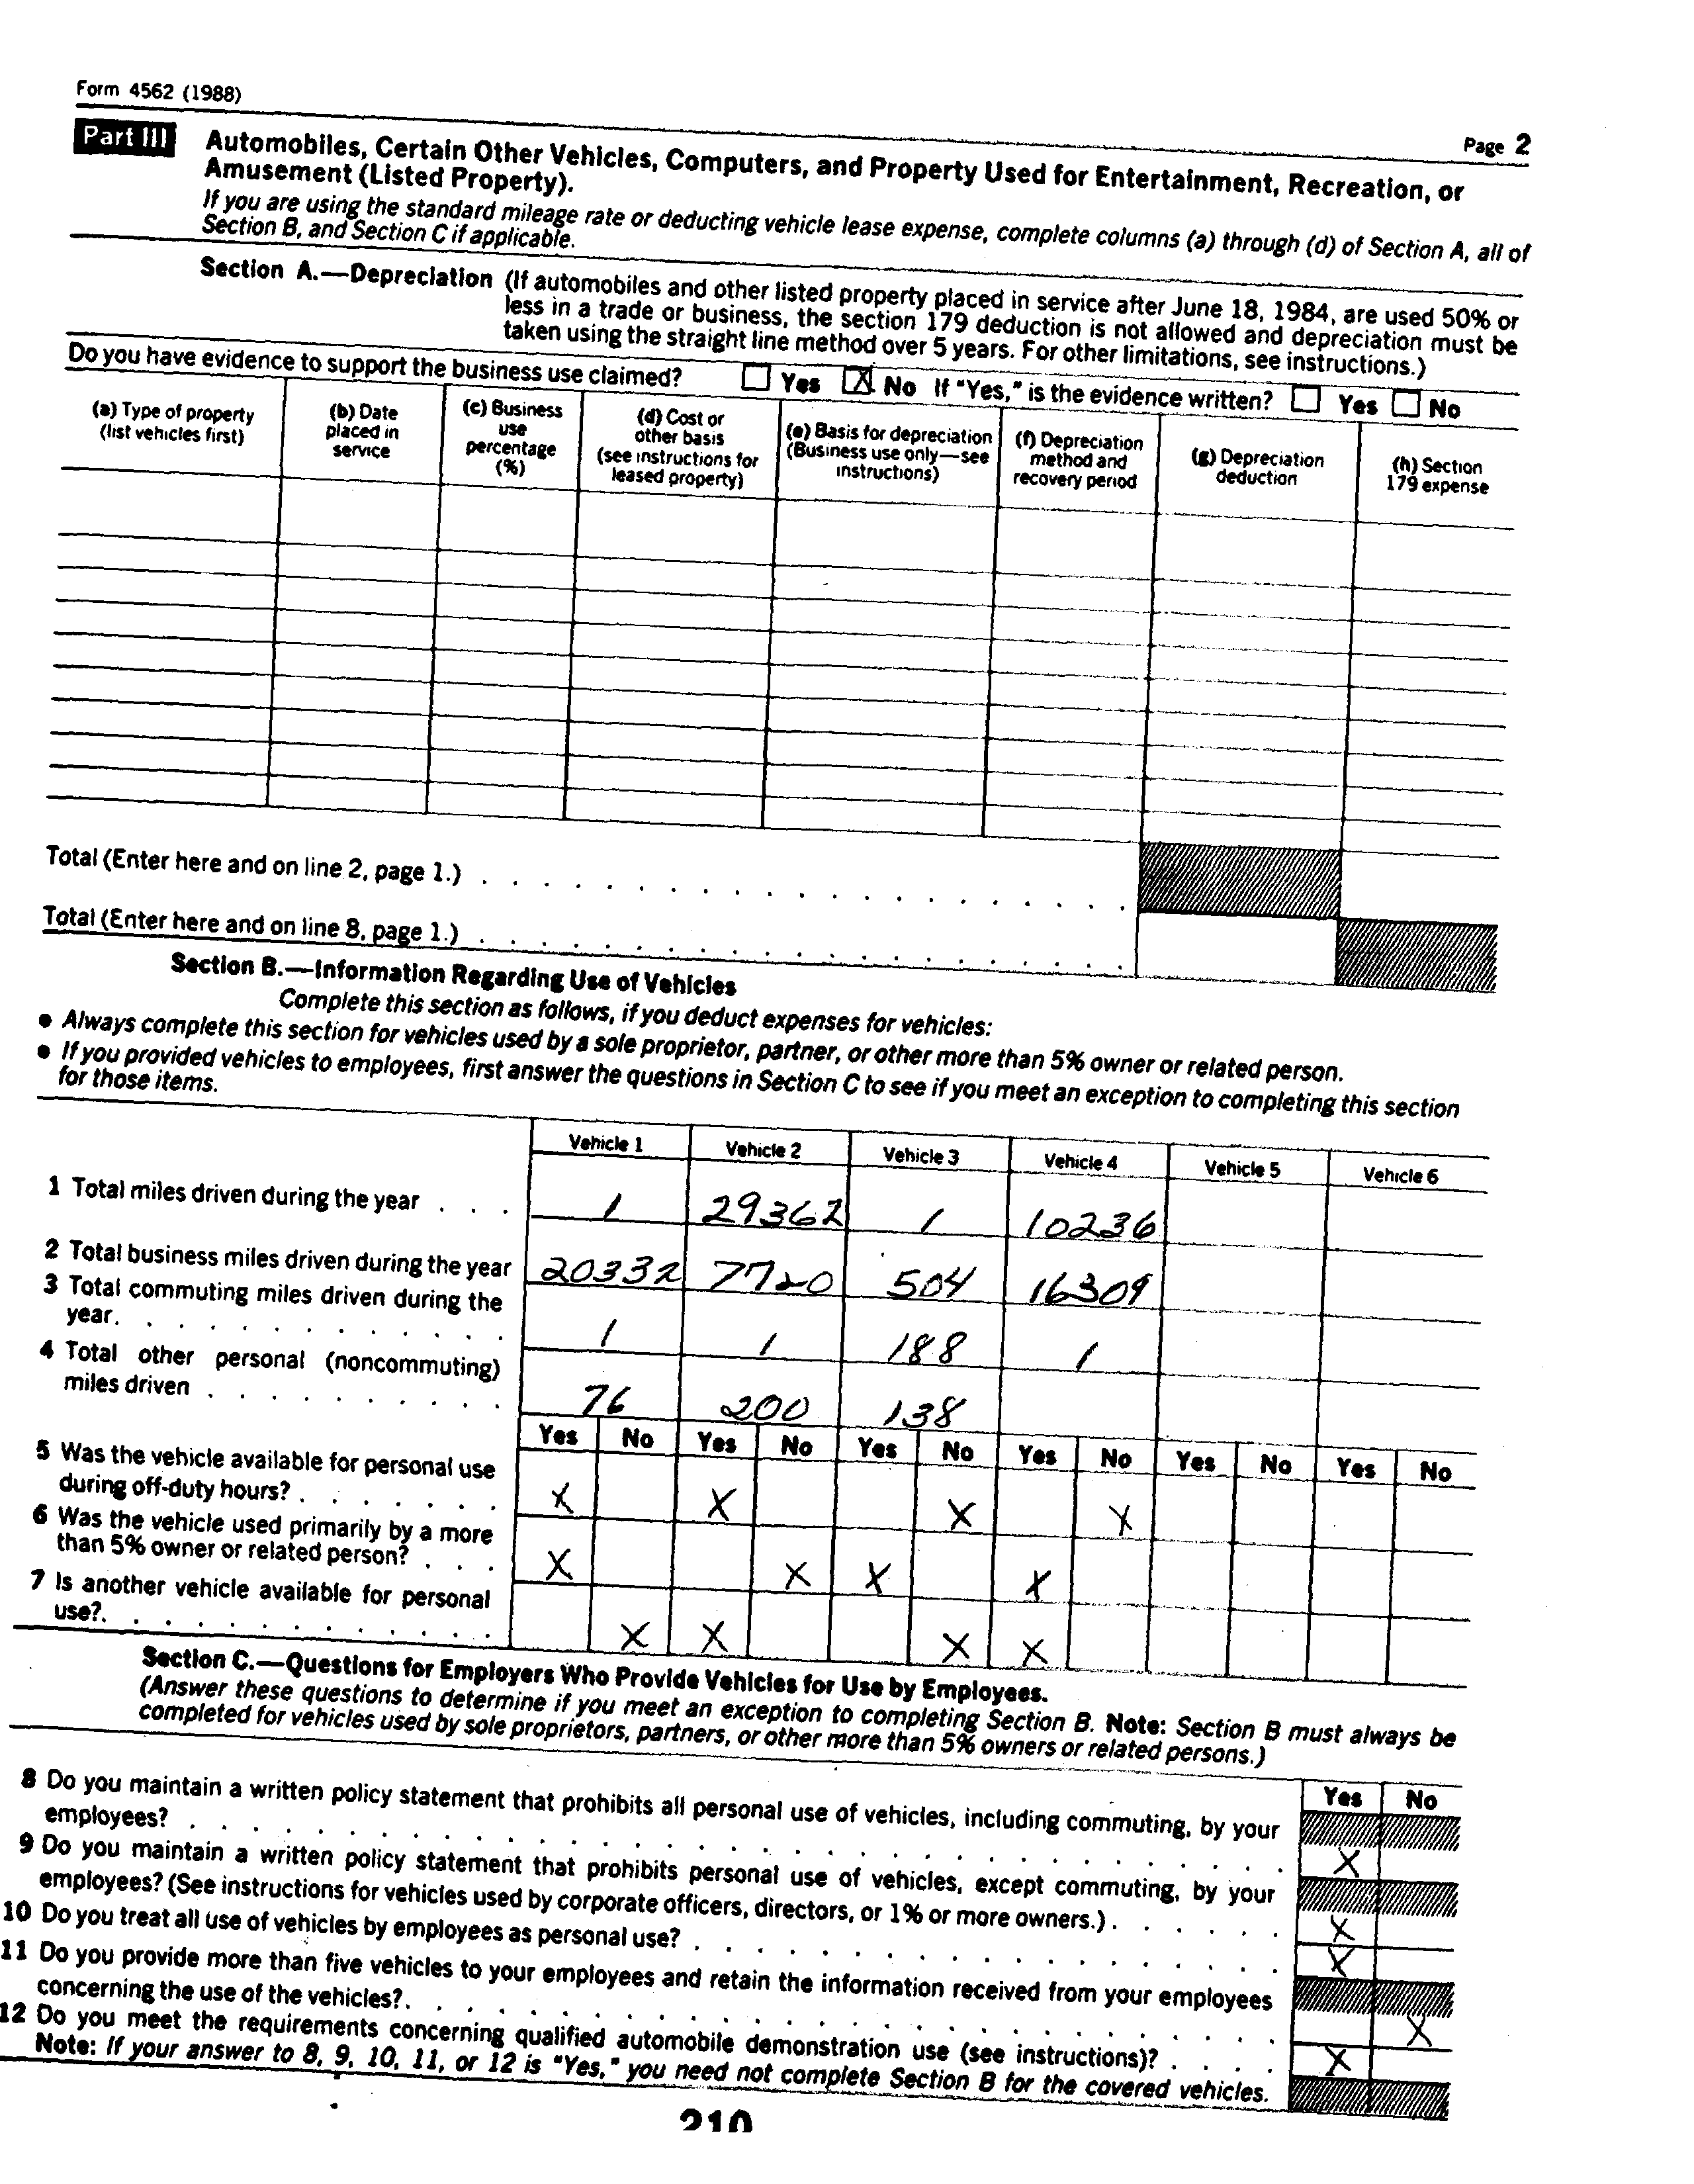 Form 4562 (1988)
Page 2
Part III Automobiles, Certain Other Vehicles, Computers, and Property Used for Entertainment, Recreation, or
Amusement (Listed Property).
If you are using the standard mileage rate or deducting vehicle lease expense, complete columns (a) through (d) of Section A, all of
Section B, and Section C if applicable.
Section A.—Depreciation (If automobiles and other listed property placed in service after June 18, 1984, are used 50% or
less in a trade or business, the section 179 deduction is not allowed and depreciation must be
taken using the straight line method over 5 years. For other limitations, see instructions.)
Do you have evidence to support the business use claimed? Yes X No If "Yes," is the evidence written? Yes No
(a) Type of property
(list vehicles first)
(b) Date
placed in
service
(c) Business
use
percentage
(%)
(d) Cost or
other basis
(see instructions for
leased property)
(e) Basis for depreciation
(Business use only—see
instructions)
(f) Depreciation
method and
recovery period
(g) Depreciation
deduction
(h) Section
179 expense
Total (Enter here and on line 2, page 1.) . . . . . . . . . . . . . . . . . . . . .
Total (Enter here and on line 8, page 1.) . . . . . . . . . . . . . . . . . . . . .
Section B.—Information Regarding Use of Vehicles
Complete this section as follows, if you deduct expenses for vehicles:
● Always complete this section for vehicles used by a sole proprietor, partner, or other more than 5% owner or related person.
● If you provided vehicles to employees, first answer the questions in Section C to see if you meet an exception to completing this section
for those items.
Vehicle 1 Vehicle 2 Vehicle 3 Vehicle 4 Vehicle 5 Vehicle 6
1 Total miles driven during the year . . . 1 29362 1 10236
2 Total business miles driven during the year 20332 7720 504 16309
3 Total commuting miles driven during the
year. . . . . . . . . . . . . . 1 1 188 1
4 Total other personal (noncommuting)
miles driven . . . . . . . . . . 76 200 138
Yes No Yes No Yes No Yes No Yes No Yes No
5 Was the vehicle available for personal use
during off-duty hours? . . . . . . . X X X X
6 Was the vehicle used primarily by a more
than 5% owner or related person? . . . X X X X
7 Is another vehicle available for personal
use?. . . . . . . . . . . . . . X X X X
Section C.—Questions for Employers Who Provide Vehicles for Use by Employees.
(Answer these questions to determine if you meet an exception to completing Section B. Note: Section B must always be
completed for vehicles used by sole proprietors, partners, or other more than 5% owners or related persons.)
Yes No
8 Do you maintain a written policy statement that prohibits all personal use of vehicles, including commuting, by your
employees? . . . . . . . . . . . . . . . . . . . . . . . . . . . . . . . . . . X
9 Do you maintain a written policy statement that prohibits personal use of vehicles, except commuting, by your
employees? (See instructions for vehicles used by corporate officers, directors, or 1% or more owners.) . . . . . . X
10 Do you treat all use of vehicles by employees as personal use? . . . . . . . . . . . . . . . . . . . X
11 Do you provide more than five vehicles to your employees and retain the information received from your employees
concerning the use of the vehicles?. . . . . . . . . . . . . . . . . . . . . . . . . . . . X
12 Do you meet the requirements concerning qualified automobile demonstration use (see instructions)? . . . . X
Note: If your answer to 8, 9, 10, 11, or 12 is "Yes," you need not complete Section B for the covered vehicles.
210